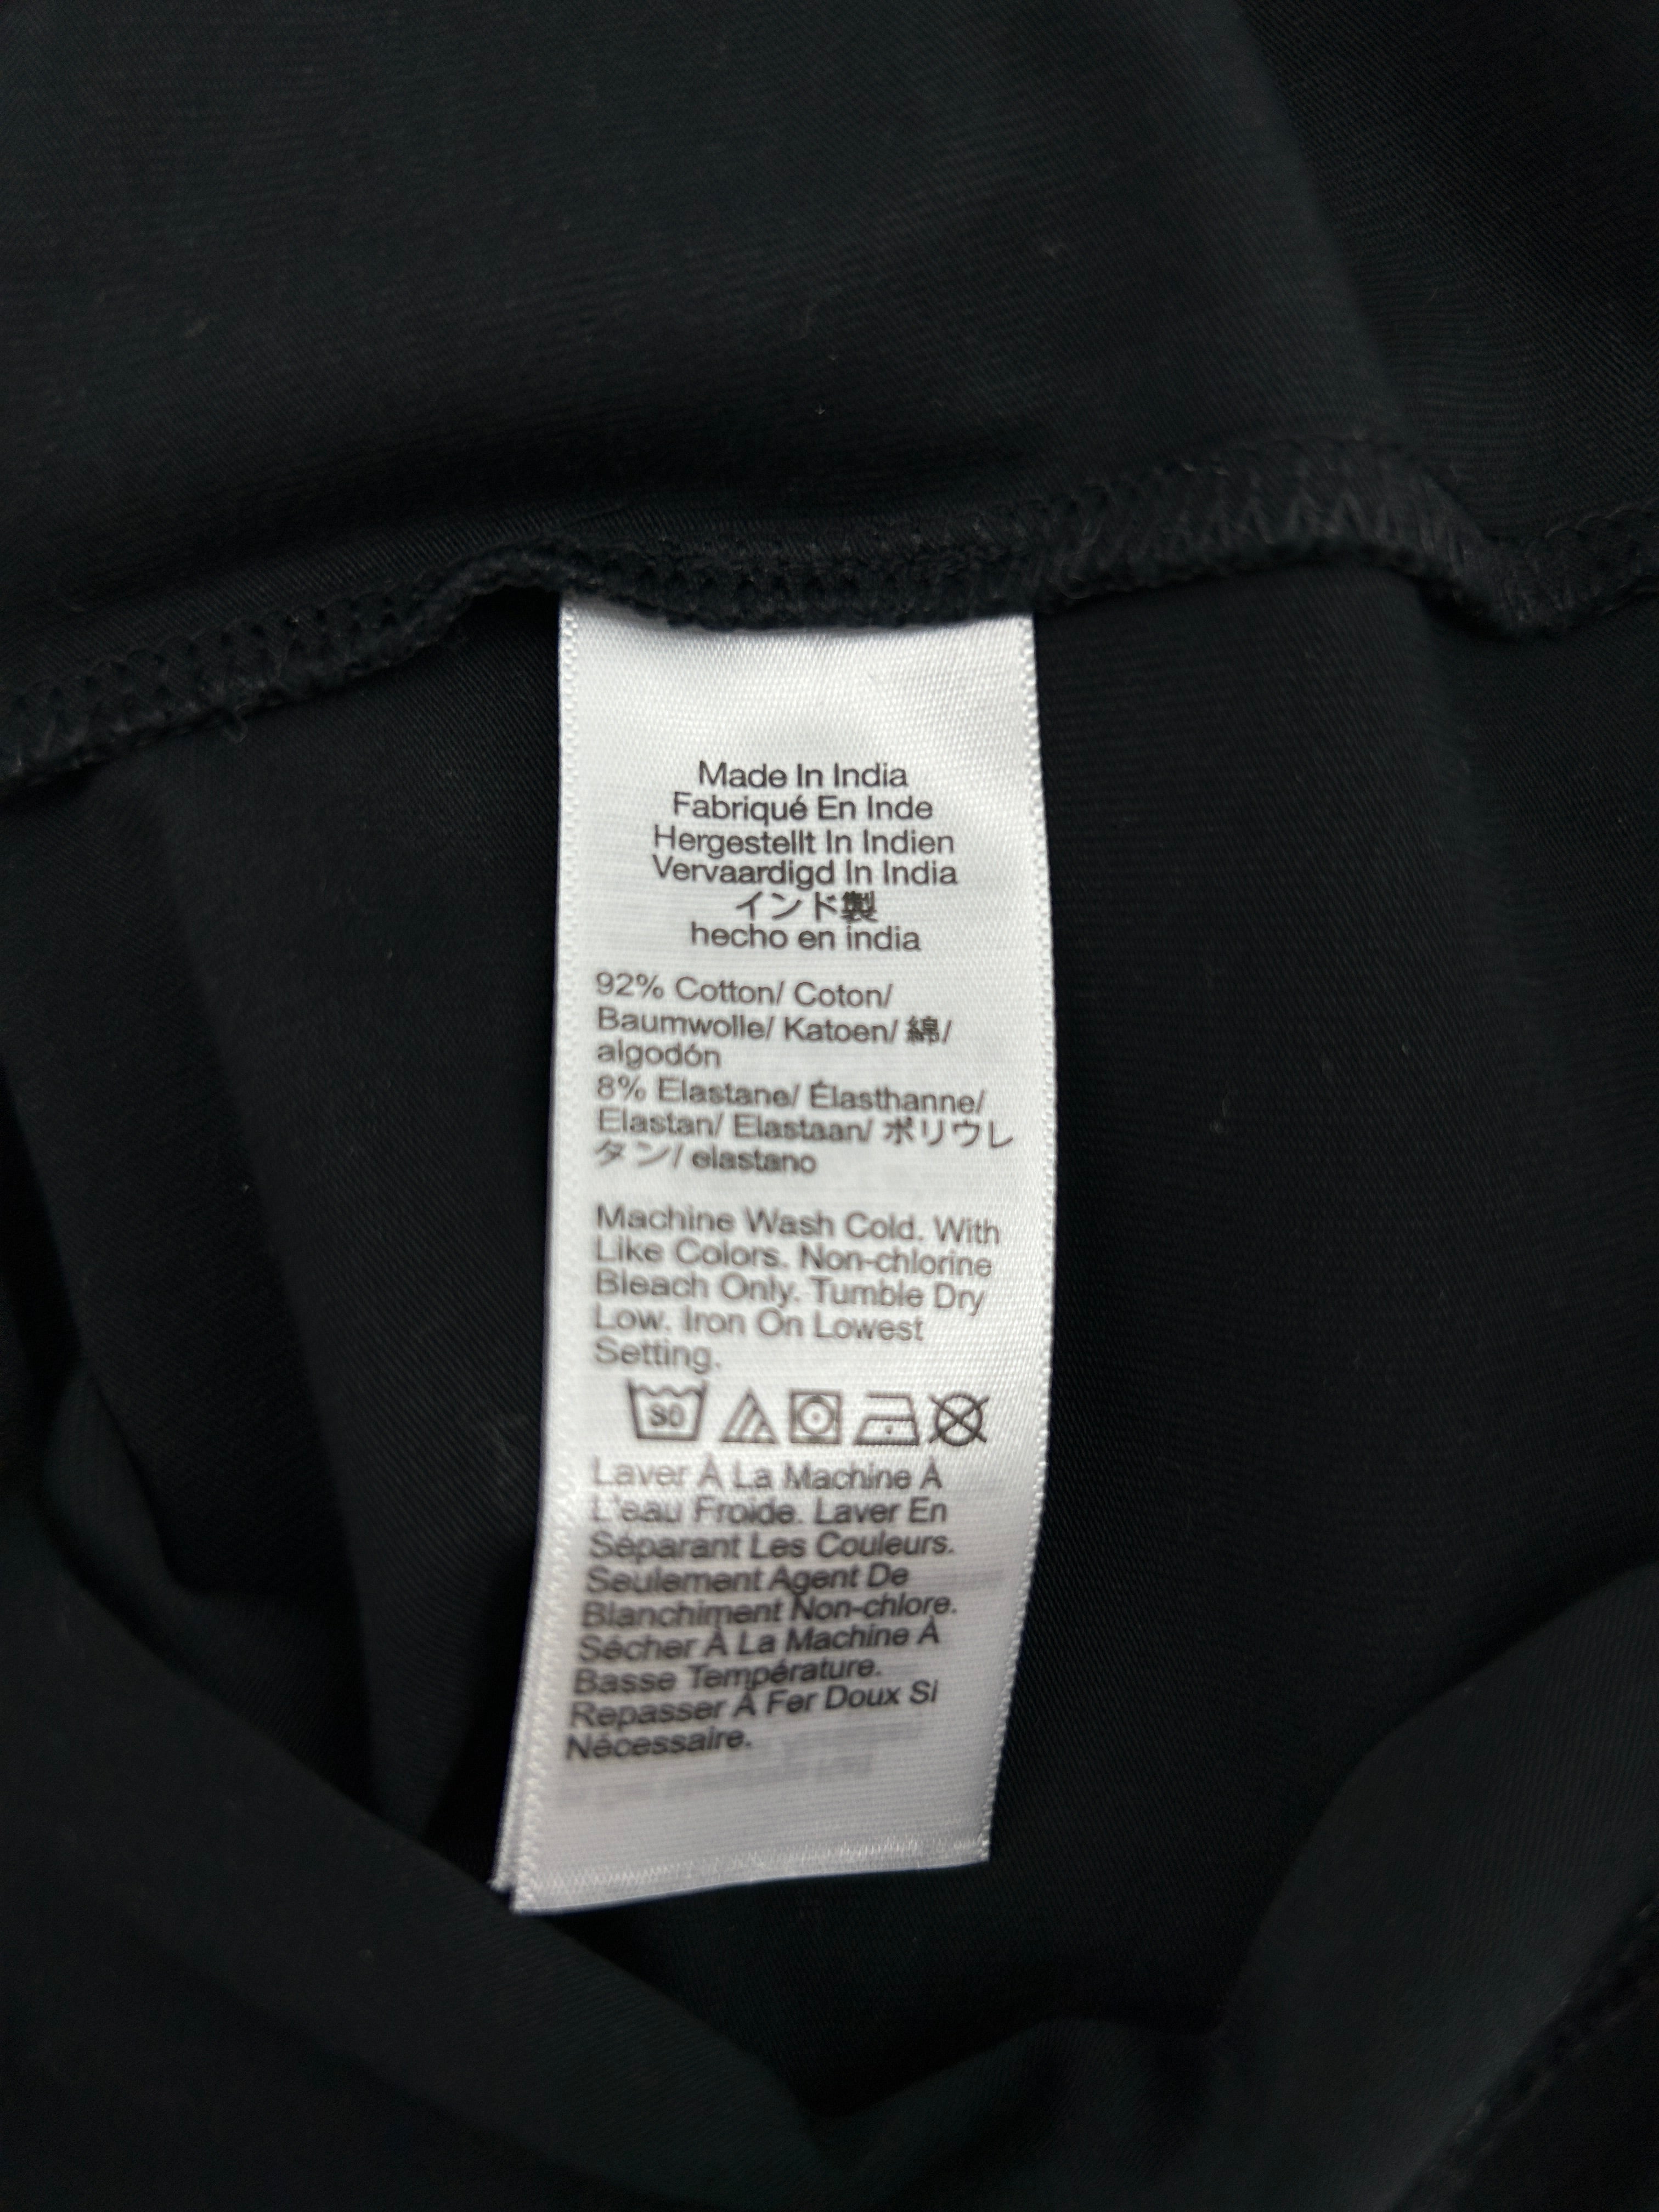 Made In India
Fabriqué En Inde
Hergestellt In Indien
Vervaardigd In India
インド製
hecho en india
92% Cotton/ Coton/
Baumwolle/ Katoen/ 綿/
algodón
8% Elastane/ Élasthanne/
Elastan/ Elastaan/ ポリウレ
タン/ elastano
Machine Wash Cold. With
Like Colors. Non-chlorine
Bleach Only. Tumble Dry
Low. Iron On Lowest
Setting.
30
Laver À La Machine À
L'eau Froide. Laver En
Séparant Les Couleurs.
Seulement Agent De
Blanchiment Non-chlore.
Sécher À La Machine À
Basse Température.
Repasser À Fer Doux Si
Nécessaire.